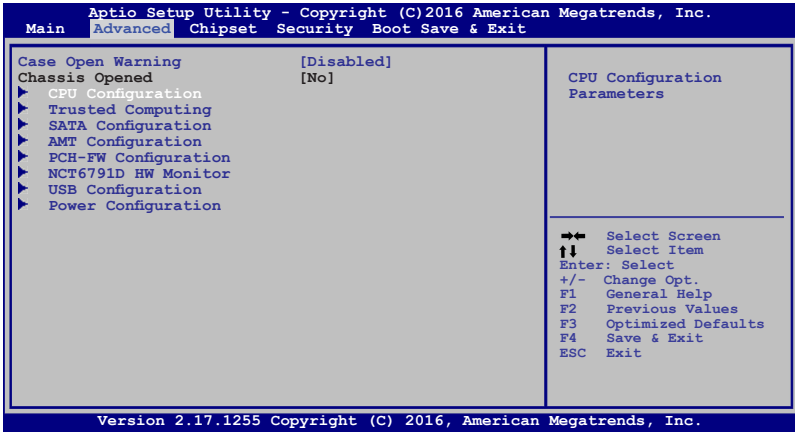 Aptio Setup Utility - Copyright (C)2016 American Megatrends, Inc.
Main Advanced Chipset Security Boot Save & Exit
Case Open Warning [Disabled]
Chassis Opened [No]
CPU Configuration
Trusted Computing
SATA Configuration
AMT Configuration
PCH-FW Configuration
NCT6791D HW Monitor
USB Configuration
Power Configuration
CPU Configuration
Parameters
Select Screen
Select Item
Enter: Select
+/- Change Opt.
F1 General Help
F2 Previous Values
F3 Optimized Defaults
F4 Save & Exit
ESC Exit
Version 2.17.1255 Copyright (C) 2016, American Megatrends, Inc.